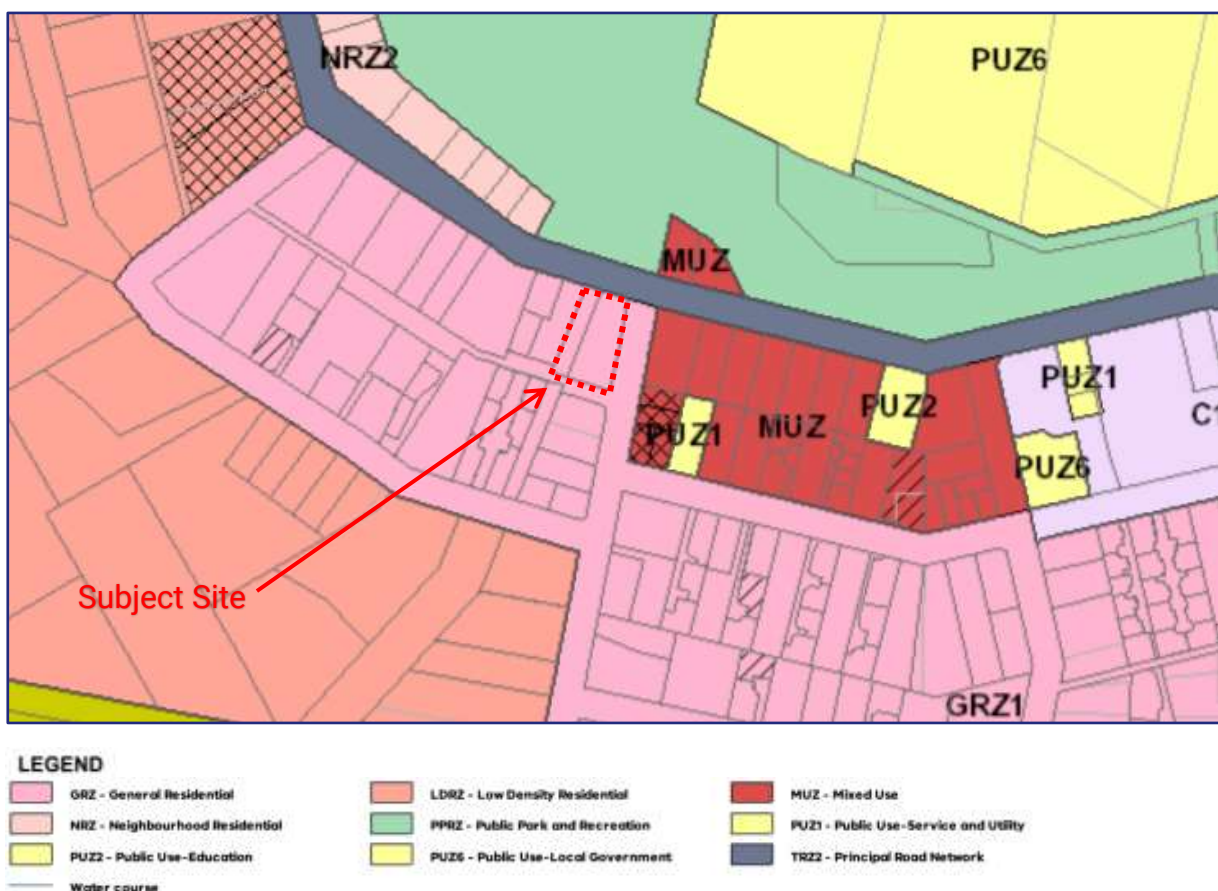 NRZ2
PUZ6
MUZ
PUZ1
C1
PUZ2
MUZ
PUZ1
PUZ6
Subject Site
GRZ1
LEGEND
GRZ - General Residential
LDRZ - Low Density Residential
MUZ - Mixed Use
NRZ - Neighbourhood Residential
PPRZ - Public Park and Recreation
PUZ1 - Public Use-Service and Utility
PUZ2 - Public Use-Education
PUZ6 - Public Use-Local Government
TRZ2 - Principal Road Network
Water course